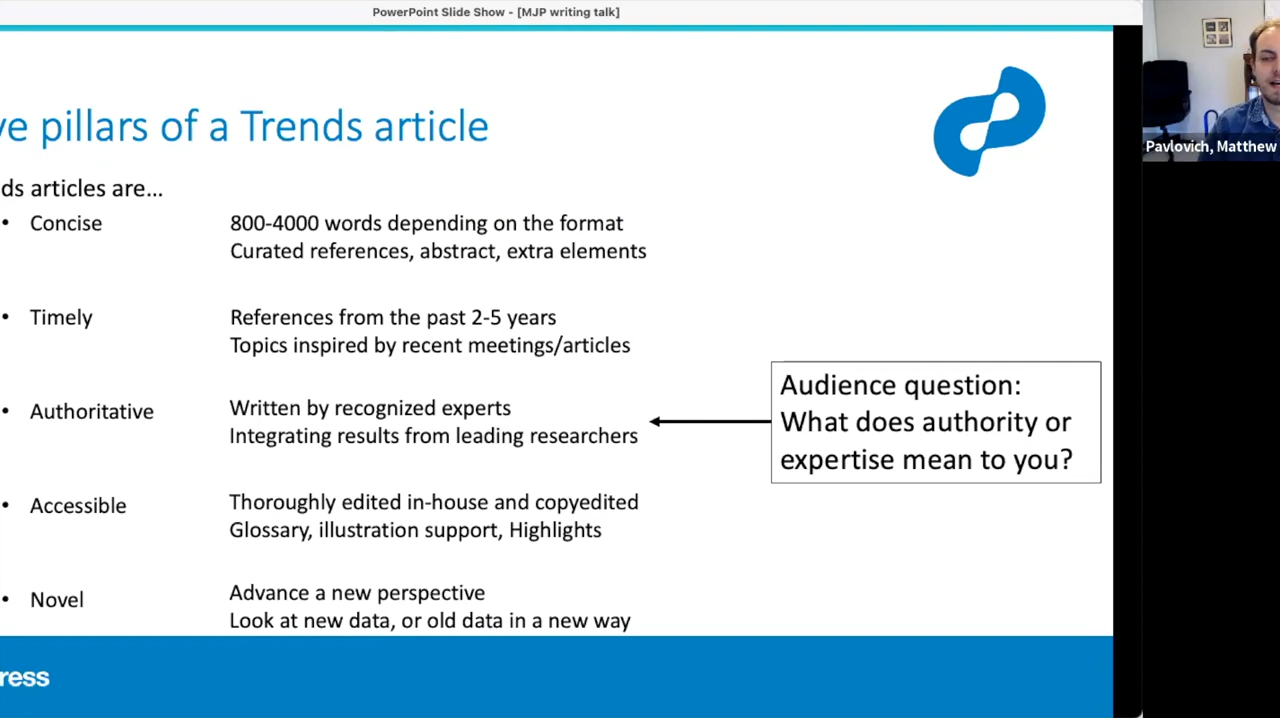 PowerPoint Slide Show - [MJP writing talk]
ve pillars of a Trends article
ds articles are...
• Concise
800-4000 words depending on the format
Curated references, abstract, extra elements
• Timely
References from the past 2-5 years
Topics inspired by recent meetings/articles
• Authoritative
Written by recognized experts
Integrating results from leading researchers
• Accessible
Thoroughly edited in-house and copyedited
Glossary, illustration support, Highlights
• Novel
Advance a new perspective
Look at new data, or old data in a new way
Audience question:
What does authority or
expertise mean to you?
ress
Pavlovich, Matthew